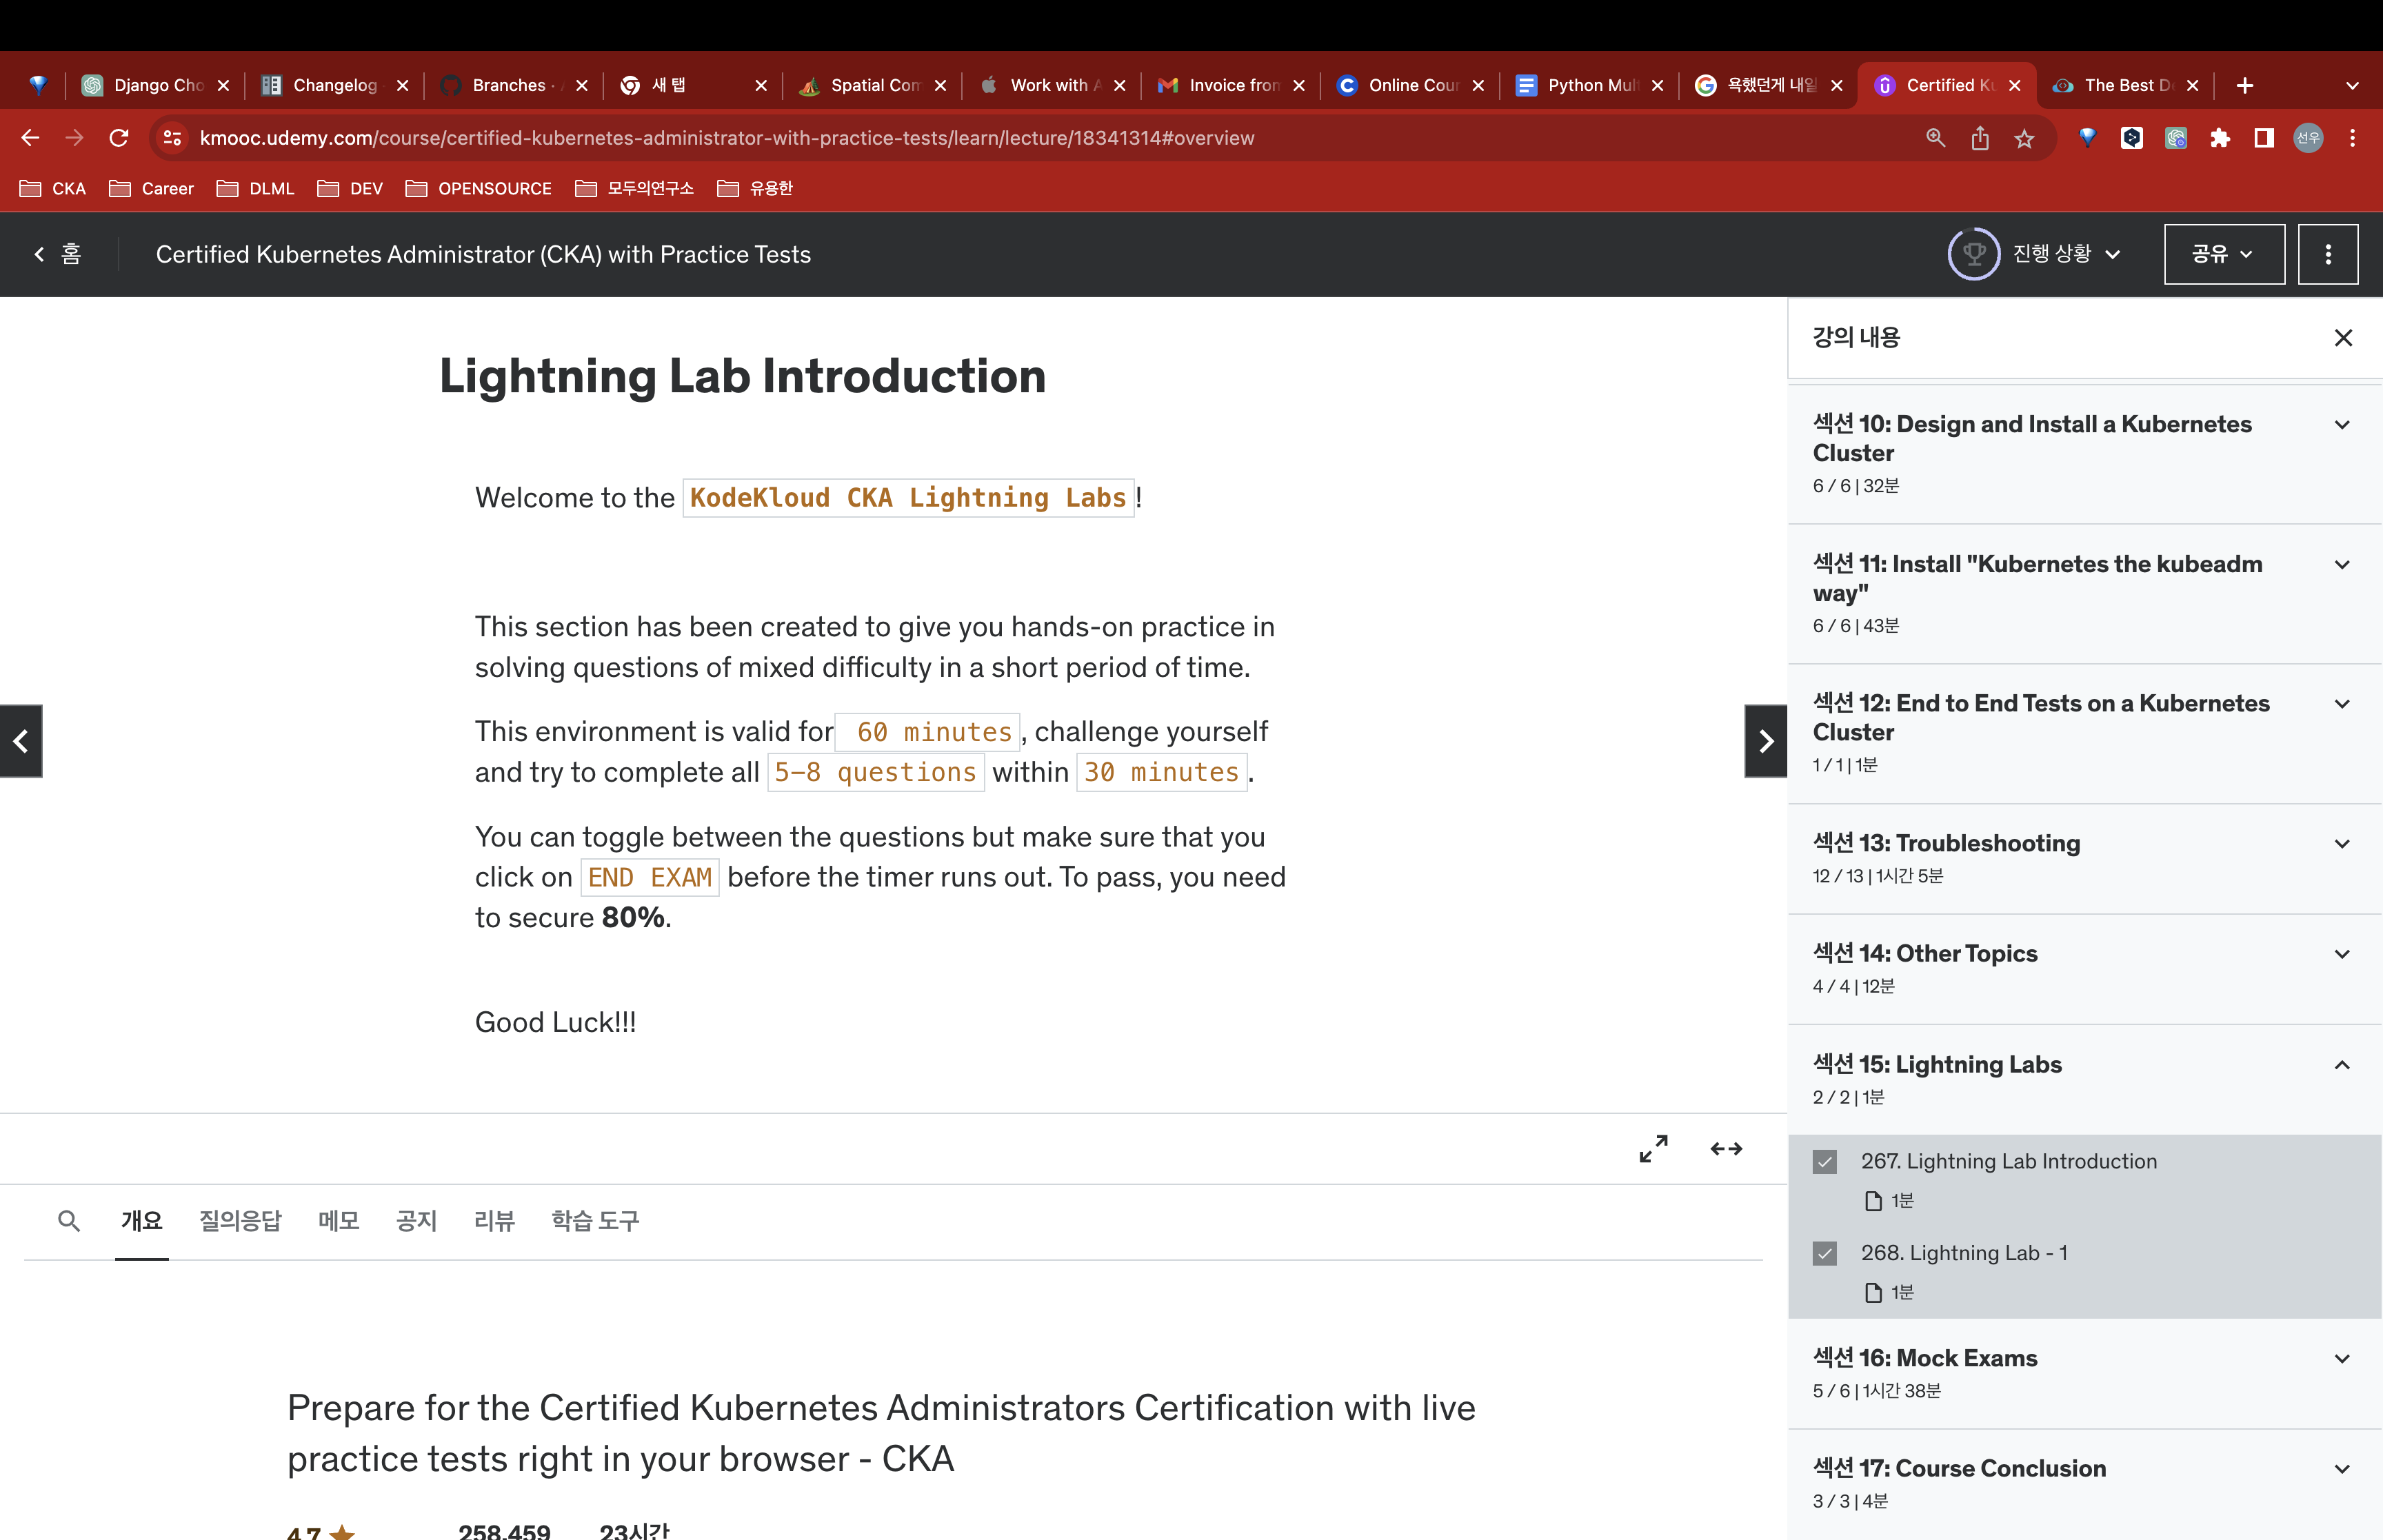 Django Cho
Changelog
Branches ·
새 탭
Spatial Com
Work with A
Invoice from
Online Cour
Python Mul
욕했던게 내일
Certified Ku
The Best De
kmooc.udemy.com/course/certified-kubernetes-administrator-with-practice-tests/learn/lecture/18341314#overview
선우
CKA
Career
DLML
DEV
OPENSOURCE
모두의연구소
유용한
홈
Certified Kubernetes Administrator (CKA) with Practice Tests
진행 상황
공유
Lightning Lab Introduction
Welcome to the KodeKloud CKA Lightning Labs!
This section has been created to give you hands-on practice in
solving questions of mixed difficulty in a short period of time.
This environment is valid for 60 minutes, challenge yourself
and try to complete all 5-8 questions within 30 minutes.
You can toggle between the questions but make sure that you
click on END EXAM before the timer runs out. To pass, you need
to secure 80%.
Good Luck!!!
개요
질의응답
메모
공지
리뷰
학습 도구
Prepare for the Certified Kubernetes Administrators Certification with live
practice tests right in your browser - CKA
4.7
258,459
23시간
강의 내용
섹션 10: Design and Install a Kubernetes
Cluster
6 / 6 | 32분
섹션 11: Install "Kubernetes the kubeadm
way"
6 / 6 | 43분
섹션 12: End to End Tests on a Kubernetes
Cluster
1 / 1 | 1분
섹션 13: Troubleshooting
12 / 13 | 1시간 5분
섹션 14: Other Topics
4 / 4 | 12분
섹션 15: Lightning Labs
2 / 2 | 1분
267. Lightning Lab Introduction
1분
268. Lightning Lab - 1
1분
섹션 16: Mock Exams
5 / 6 | 1시간 38분
섹션 17: Course Conclusion
3 / 3 | 4분